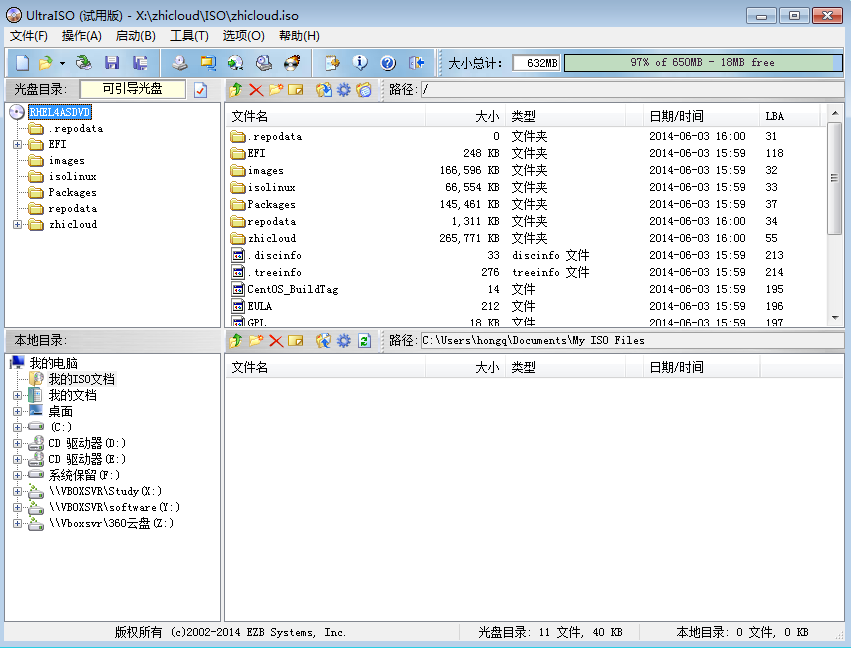 UltraISO (试用版) - X:\zhicloud\ISO\zhicloud.iso
文件(F) 操作(A) 启动(B) 工具(T) 选项(O) 帮助(H)
大小总计: 632MB 97% of 650MB - 18MB free
光盘目录: 可引导光盘 路径: /
RHEL4ASDVD
.repodata
EFI
images
isolinux
Packages
repodata
zhicloud
文件名 大小 类型 日期/时间 LBA
.repodata 0 文件夹 2014-06-03 16:00 31
EFI 248 KB 文件夹 2014-06-03 15:59 118
images 166,596 KB 文件夹 2014-06-03 15:59 32
isolinux 66,554 KB 文件夹 2014-06-03 15:59 33
Packages 145,461 KB 文件夹 2014-06-03 15:59 37
repodata 1,311 KB 文件夹 2014-06-03 16:00 34
zhicloud 265,771 KB 文件夹 2014-06-03 16:00 55
.discinfo 33 discinfo 文件 2014-06-03 15:59 213
.treeinfo 276 treeinfo 文件 2014-06-03 15:59 214
CentOS_BuildTag 14 文件 2014-06-03 15:59 195
EULA 212 文件 2014-06-03 15:59 196
GPL 18 KB 文件 2014-06-03 15:59 197
本地目录: 路径: C:\Users\hongq\Documents\My ISO Files
我的电脑
我的ISO文档
我的文档
桌面
(C:)
CD 驱动器(D:)
CD 驱动器(E:)
系统保留(F:)
\\VBOXSVR\Study(X:)
\\VBOXSVR\software(Y:)
\\Vboxsvr\360云盘(Z:)
文件名 大小 类型 日期/时间
版权所有 (c)2002-2014 EZB Systems, Inc. 光盘目录: 11 文件, 40 KB 本地目录: 0 文件, 0 KB